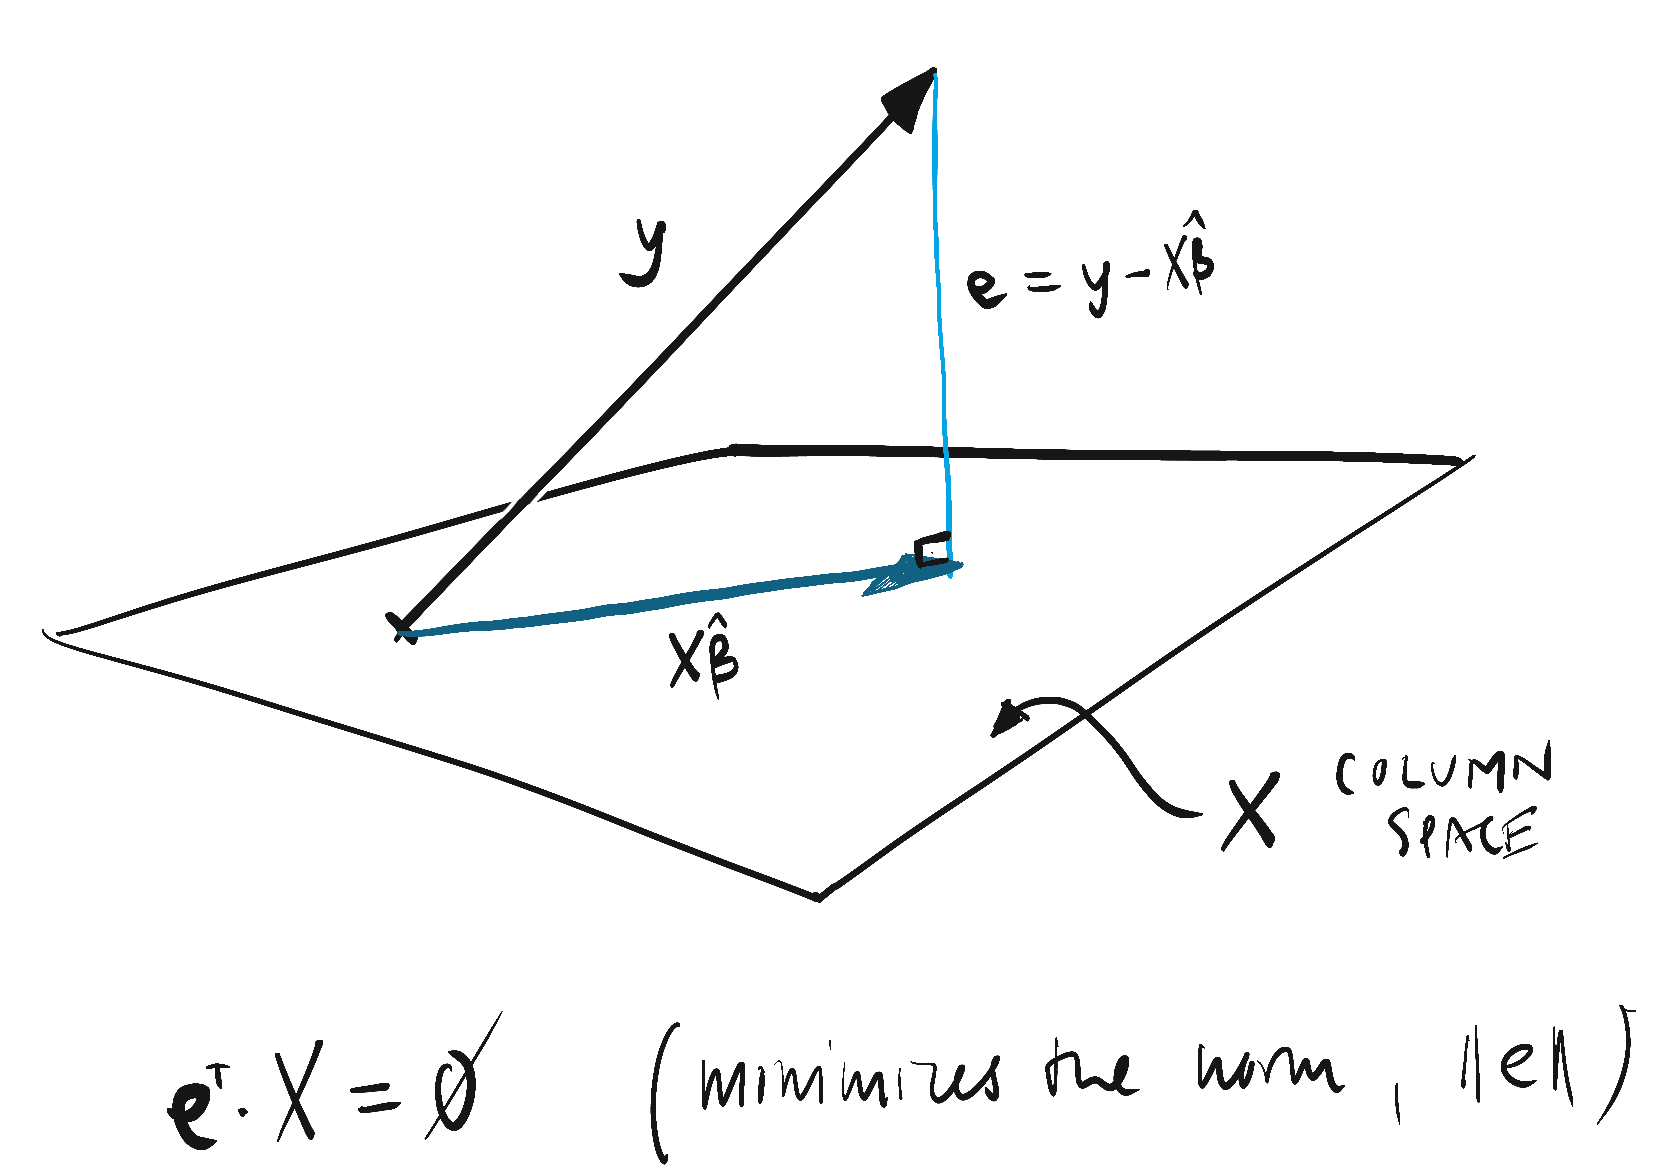 y
e = y - Xβ̂
Xβ̂
X COLUMN
SPACE
eᵀ. X = 0̸ (minimizes the norm, ||e||)